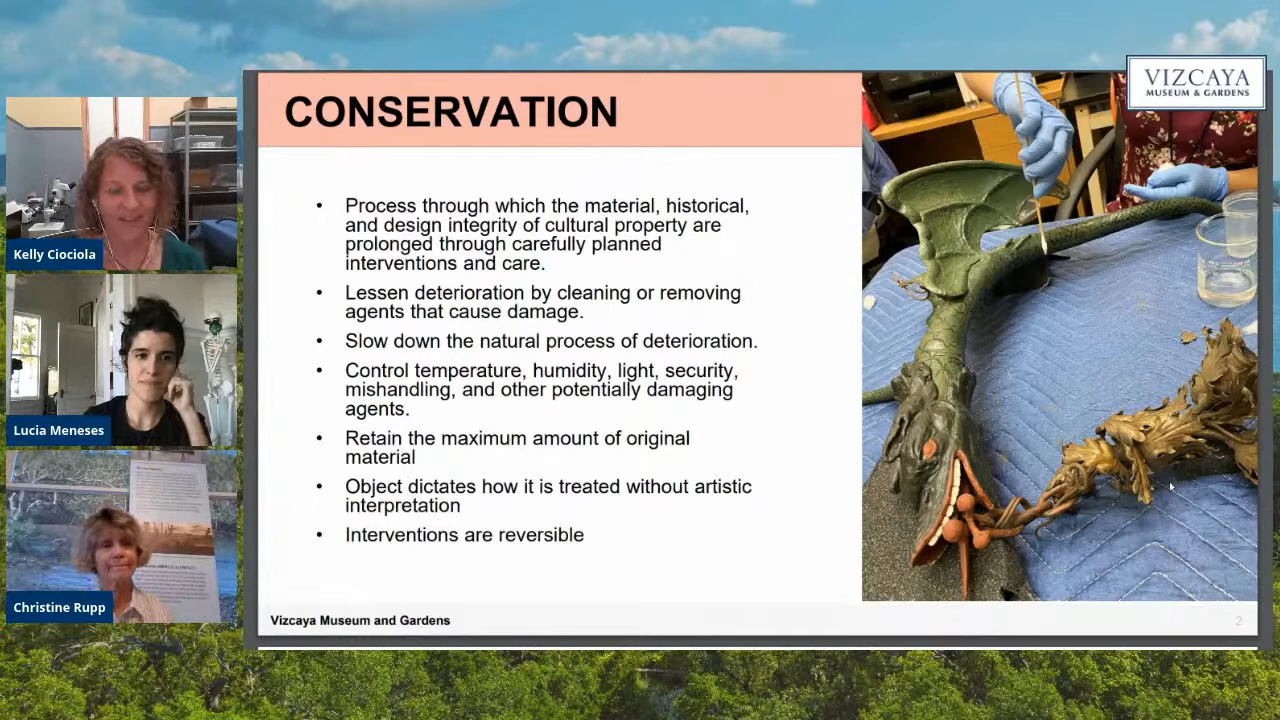 VIZCAYA
MUSEUM & GARDENS
CONSERVATION
Kelly Ciociola
Lucia Meneses
Christine Rupp
• Process through which the material, historical,
and design integrity of cultural property are
prolonged through carefully planned
interventions and care.
• Lessen deterioration by cleaning or removing
agents that cause damage.
• Slow down the natural process of deterioration.
• Control temperature, humidity, light, security,
mishandling, and other potentially damaging
agents.
• Retain the maximum amount of original
material
• Object dictates how it is treated without artistic
interpretation
• Interventions are reversible
Vizcaya Museum and Gardens
2